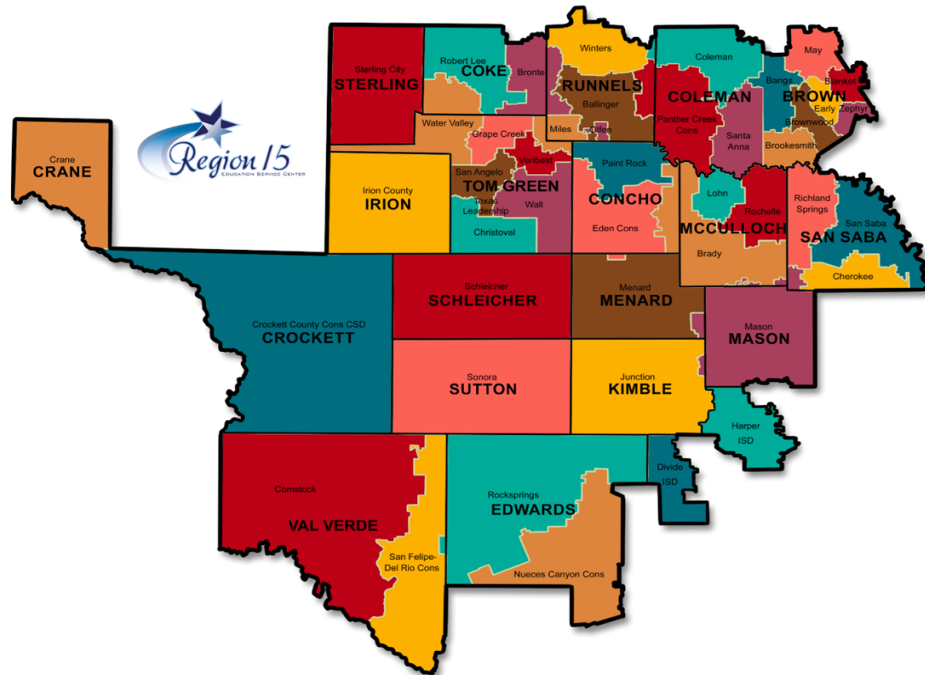 Region 15
EDUCATION SERVICE CENTER
Crane
CRANE
Sterling City
STERLING
Robert Lee
COKE
Bronte
Winters
RUNNELS
Ballinger
Olfen
Coleman
COLEMAN
Panther Creek
Cons
Santa
Anna
May
Bangs
Blanket
BROWN
Early
Zephyr
Brownwood
Brookesmith
Water Valley
Grape Creek
Miles
Veribest
San Angelo
TOM GREEN
Texas
Leadership
Wall
Christoval
Irion County
IRION
Paint Rock
CONCHO
Eden Cons
Lohn
Rochelle
MCCULLOCH
Brady
Richland
Springs
San Saba
SAN SABA
Cherokee
Crockett County Cons CSD
CROCKETT
Schleicher
SCHLEICHER
Menard
MENARD
Mason
MASON
Sonora
SUTTON
Junction
KIMBLE
Harper
ISD
Divide
ISD
Comstock
VAL VERDE
San Felipe-
Del Rio Cons
Rocksprings
EDWARDS
Nueces Canyon Cons